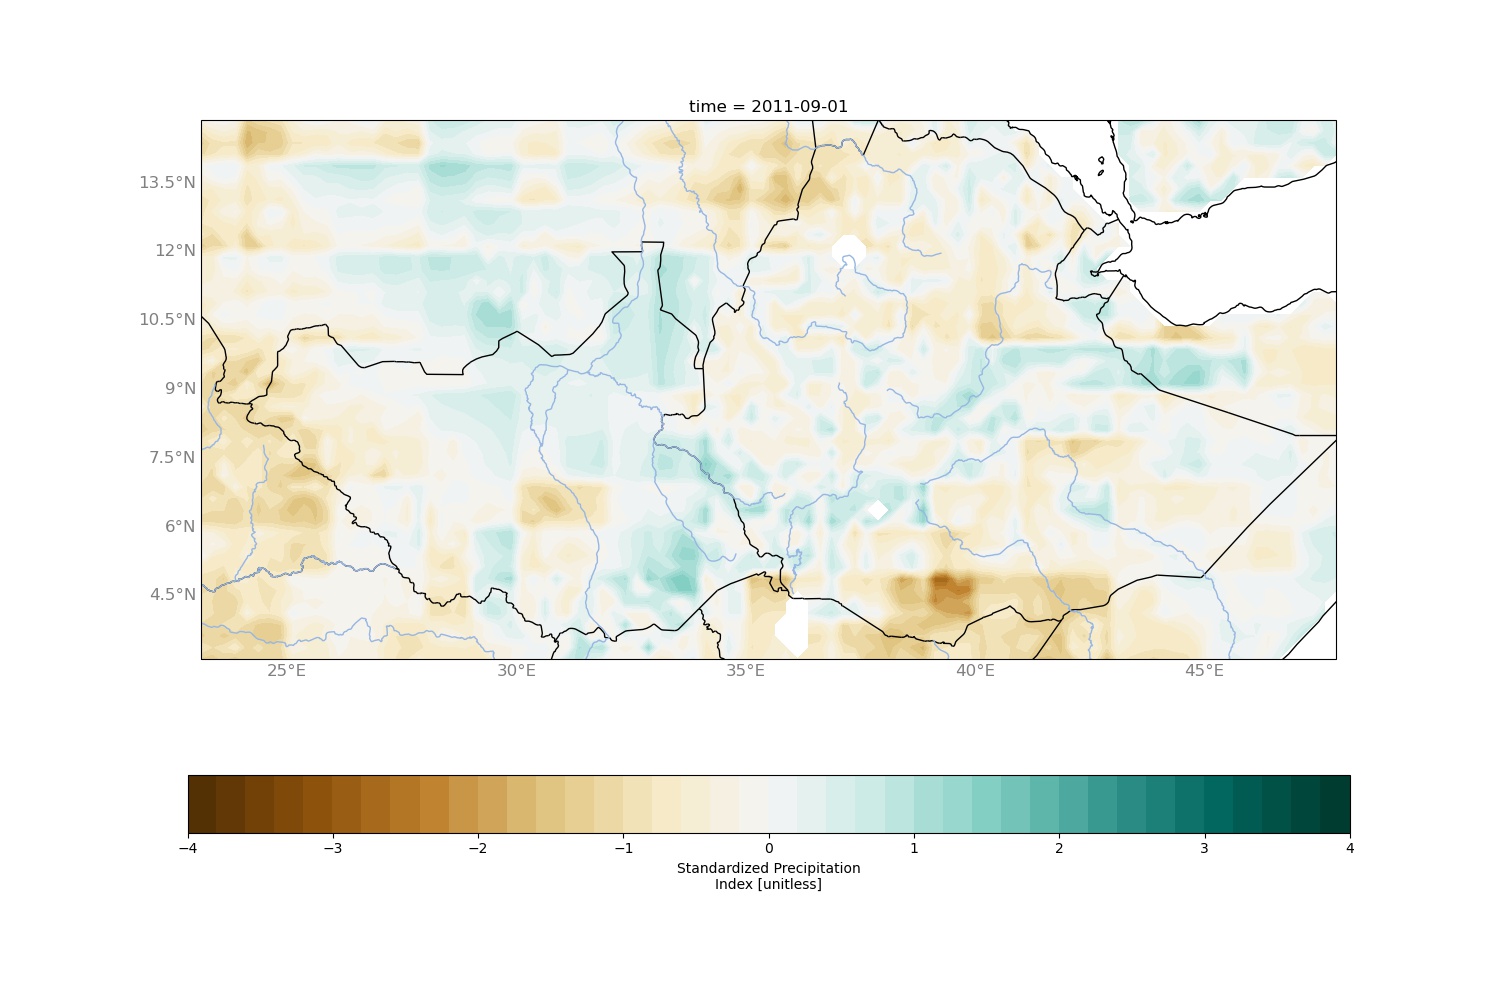 time = 2011-09-01
13.5°N
12°N
10.5°N
9°N
7.5°N
6°N
4.5°N
25°E 30°E 35°E 40°E 45°E
−4 −3 −2 −1 0 1 2 3 4
Standardized Precipitation
Index [unitless]